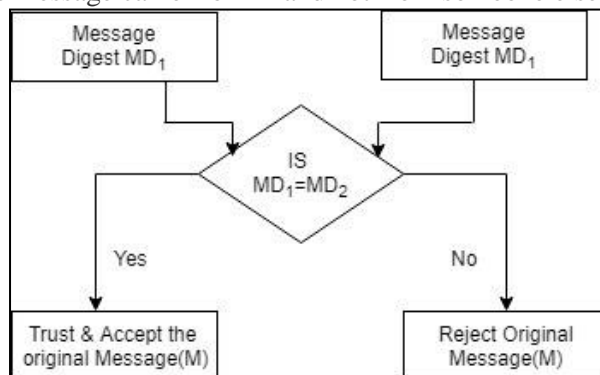 Message
Digest MD₁
Message
Digest MD₁
IS
MD₁=MD₂
Yes
No
Trust & Accept the
original Message(M)
Reject Original
Message(M)